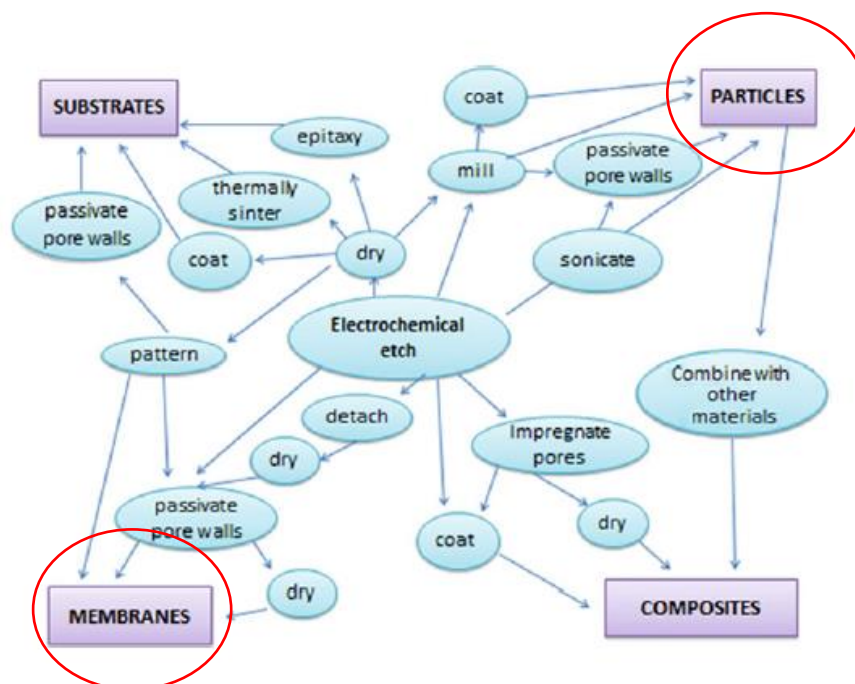 SUBSTRATES
coat
PARTICLES
epitaxy
mill
passivate
pore walls
thermally
sinter
passivate
pore walls
coat
dry
sonicate
Electrochemical
etch
pattern
Combine with
other
materials
detach
Impregnate
pores
dry
passivate
pore walls
coat
dry
dry
MEMBRANES
COMPOSITES